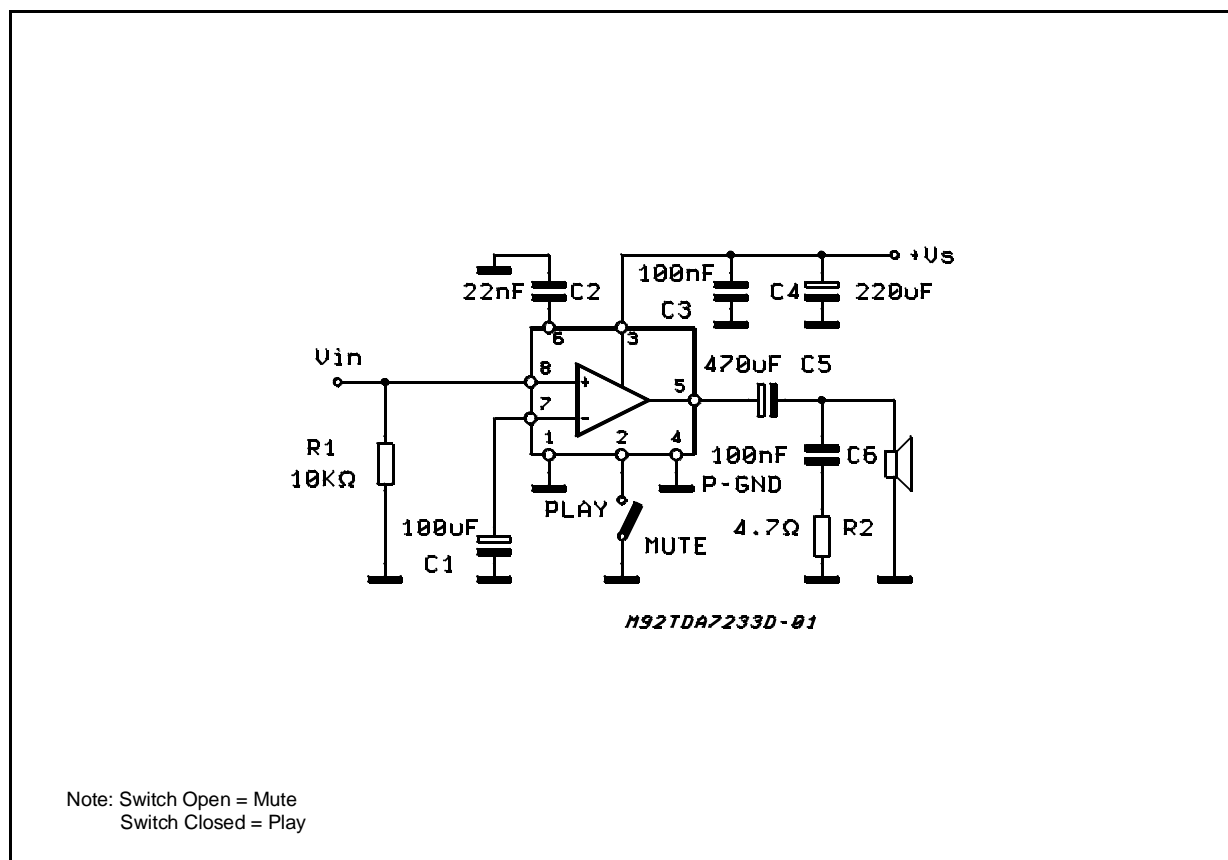 +Vs
100nF
22nF C2
C4 220uF
C3
6 3
Vin
470uF C5
8
5
7
1 2 4
R1
10KΩ
100nF C6
P-GND
PLAY
100uF
4.7Ω R2
MUTE
C1
M92TDA7233D-01
Note: Switch Open = Mute
Switch Closed = Play